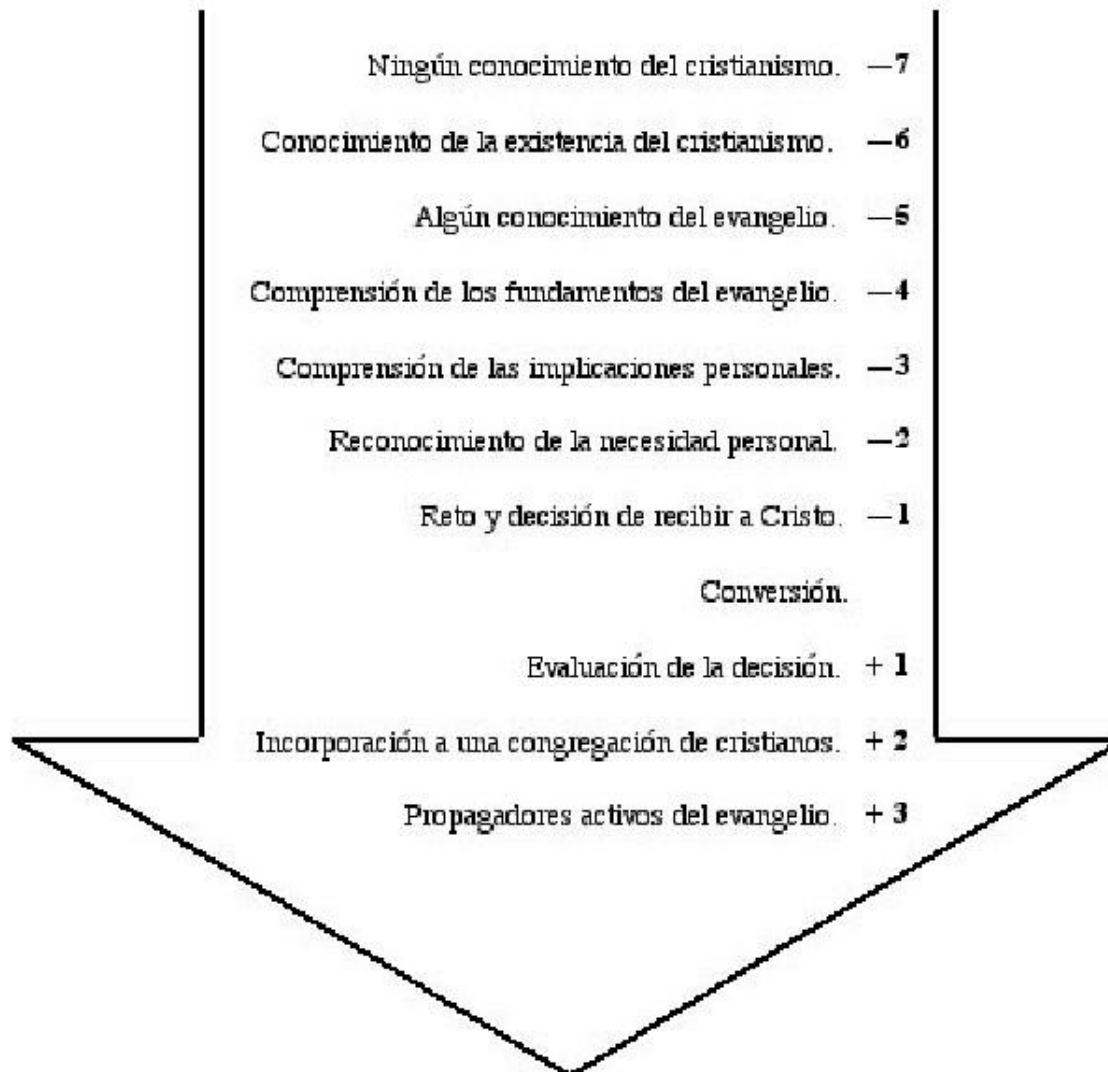 Ningún conocimiento del cristianismo. —7
Conocimiento de la existencia del cristianismo. —6
Algún conocimiento del evangelio. —5
Comprensión de los fundamentos del evangelio. —4
Comprensión de las implicaciones personales. —3
Reconocimiento de la necesidad personal. —2
Reto y decisión de recibir a Cristo. —1
Conversión.
Evaluación de la decisión. + 1
Incorporación a una congregación de cristianos. + 2
Propagadores activos del evangelio. + 3